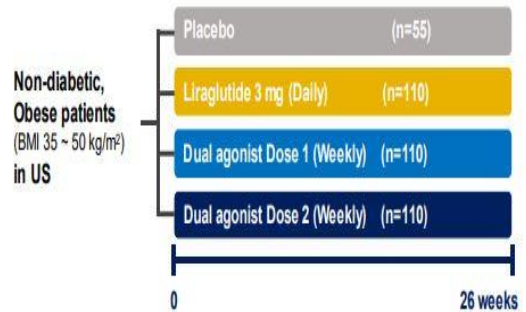 Placebo (n=55)
Non-diabetic,
Obese patients
(BMI 35 ~ 50 kg/m²)
in US
Liraglutide 3 mg (Daily) (n=110)
Dual agonist Dose 1 (Weekly) (n=110)
Dual agonist Dose 2 (Weekly) (n=110)
0 26 weeks